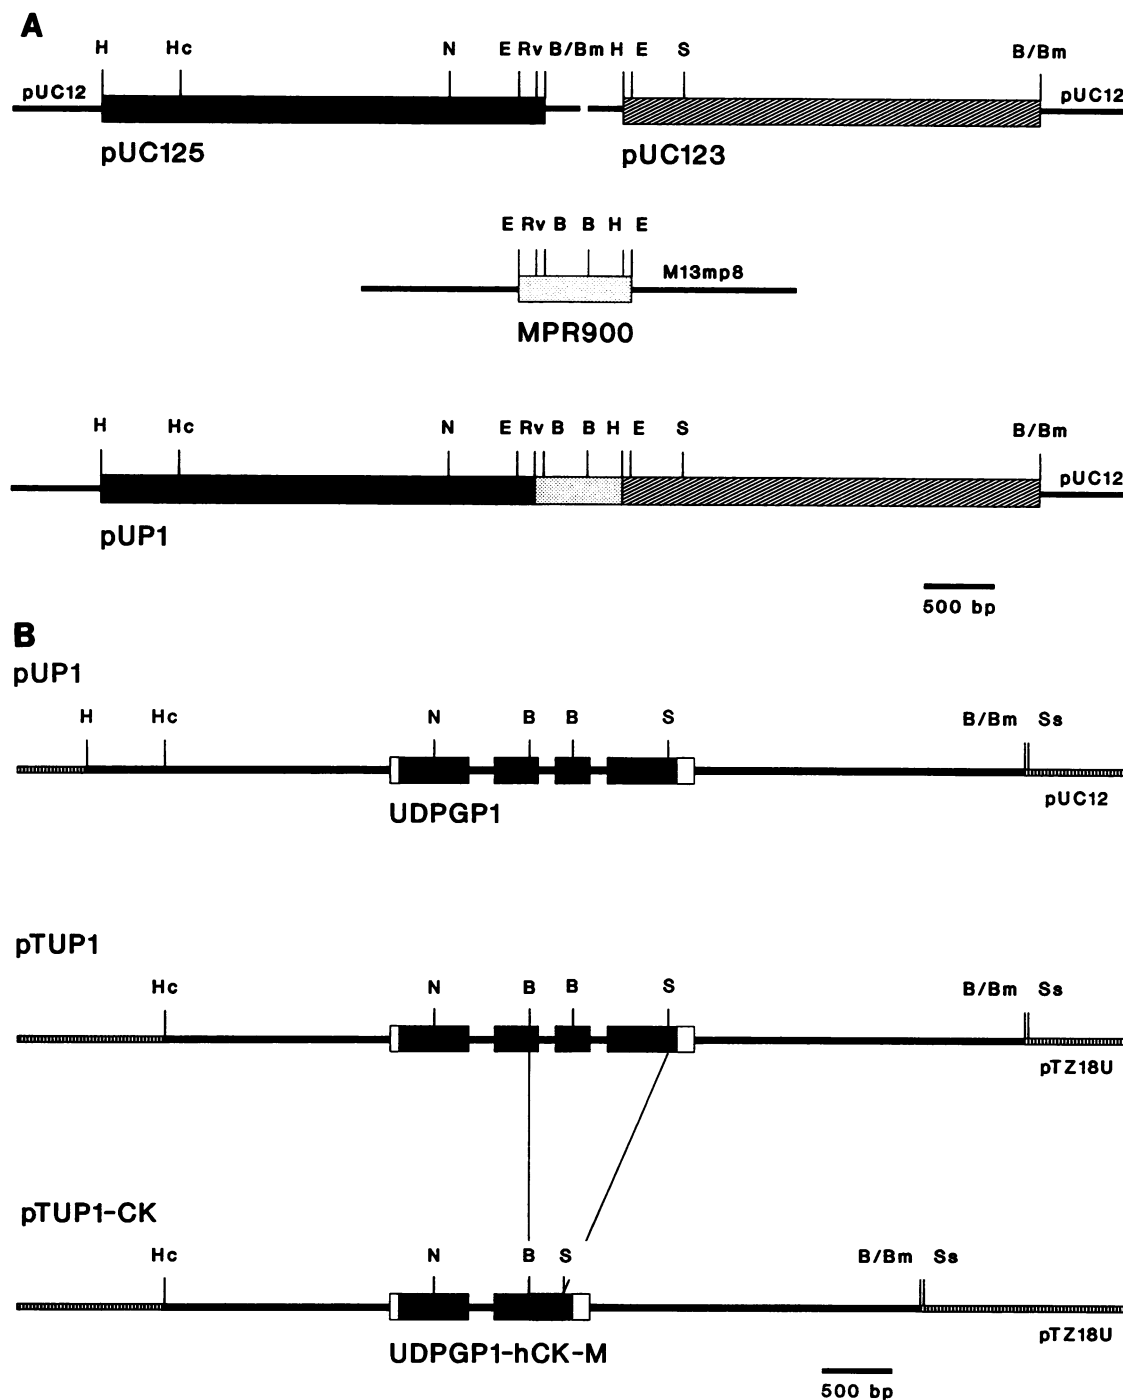 A
H Hc N E Rv B/Bm H E S B/Bm
pUC12 pUC12
pUC125 pUC123
E Rv B B H E
M13mp8
MPR900
H Hc N E Rv B B H E S B/Bm
pUC12
pUP1
500 bp
B
pUP1
H Hc N B B S B/Bm Ss
pUC12
UDPGP1
pTUP1
Hc N B B S B/Bm Ss
pTZ18U
pTUP1-CK
Hc N B S B/Bm Ss
pTZ18U
UDPGP1-hCK-M
500 bp